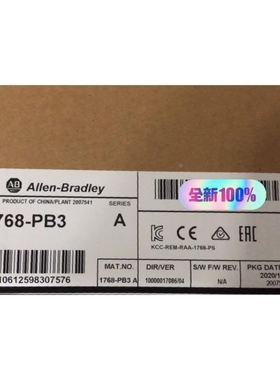 全新100%
AB Allen-Bradley
PRODUCT OF CHINA/PLANT 2007541
SERIES
768-PB3
A
KCC-REM-RAA-1768-PS
MAT.NO.
1768-PB3 A
DIR/VER
10000017086/04
S/W F/W REV.
N/A
PKG DATE
2020/1
10612598307576